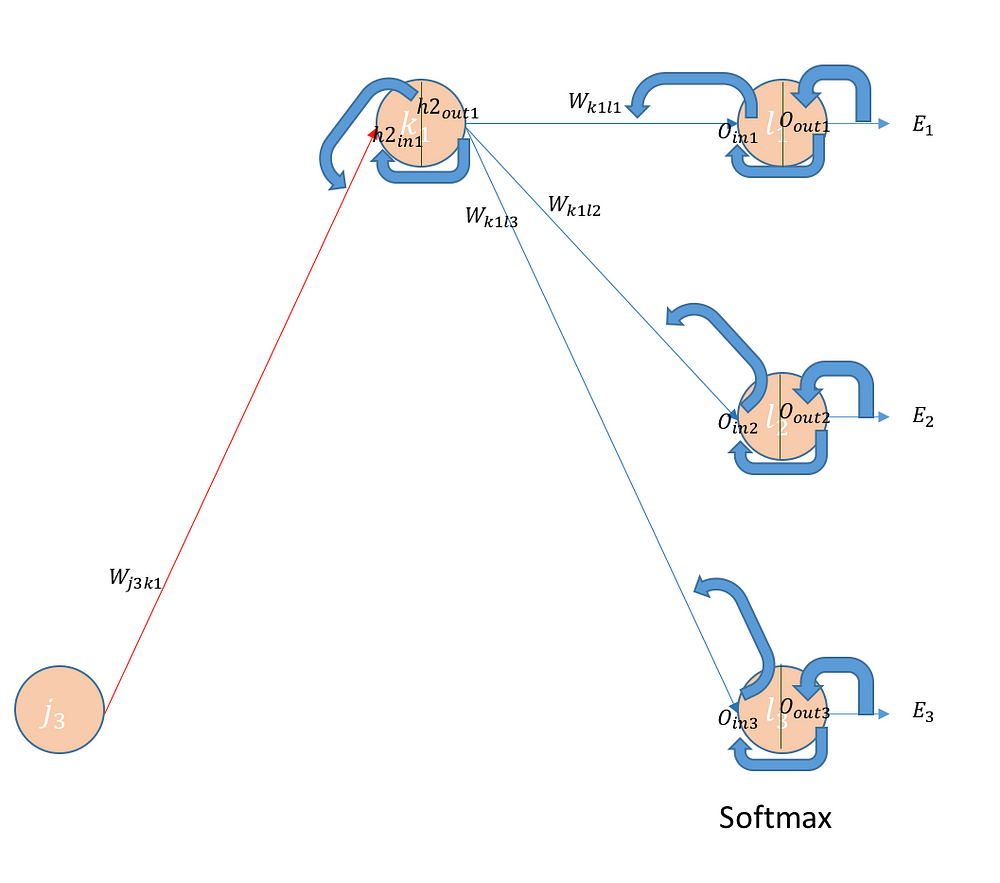 h2out1
k1
h2in1
Wk1l1
Oin1
l1
Oout1
E1
Wk1l3
Wk1l2
Oin2
l2
Oout2
E2
Wj3k1
j3
Oin3
l3
Oout3
E3
Softmax